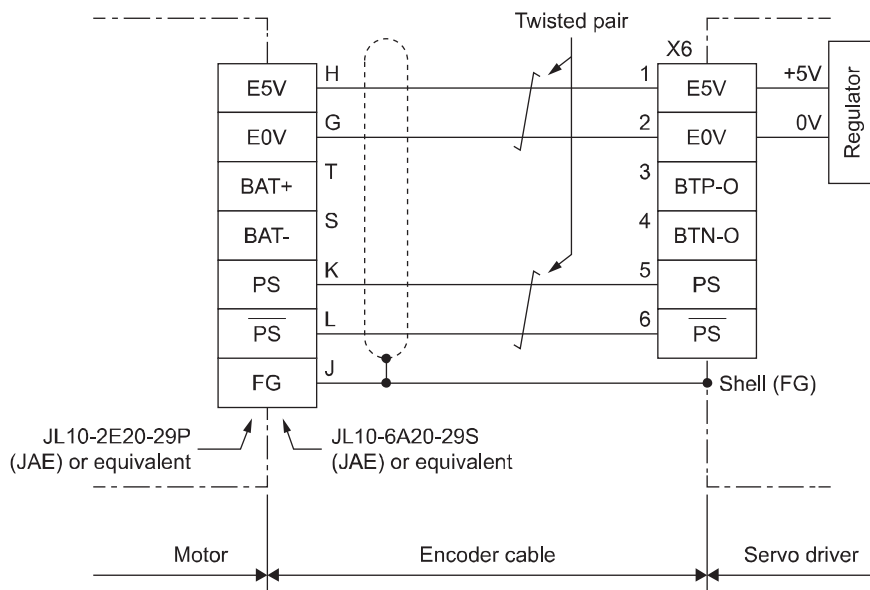 Twisted pair
X6
E5V H 1 E5V +5V
E0V G 2 E0V 0V
Regulator
BAT+ T 3 BTP-O
BAT- S 4 BTN-O
PS K 5 PS
P̅S̅ L 6 P̅S̅
FG J Shell (FG)
JL10-2E20-29P
(JAE) or equivalent
JL10-6A20-29S
(JAE) or equivalent
Motor Encoder cable Servo driver